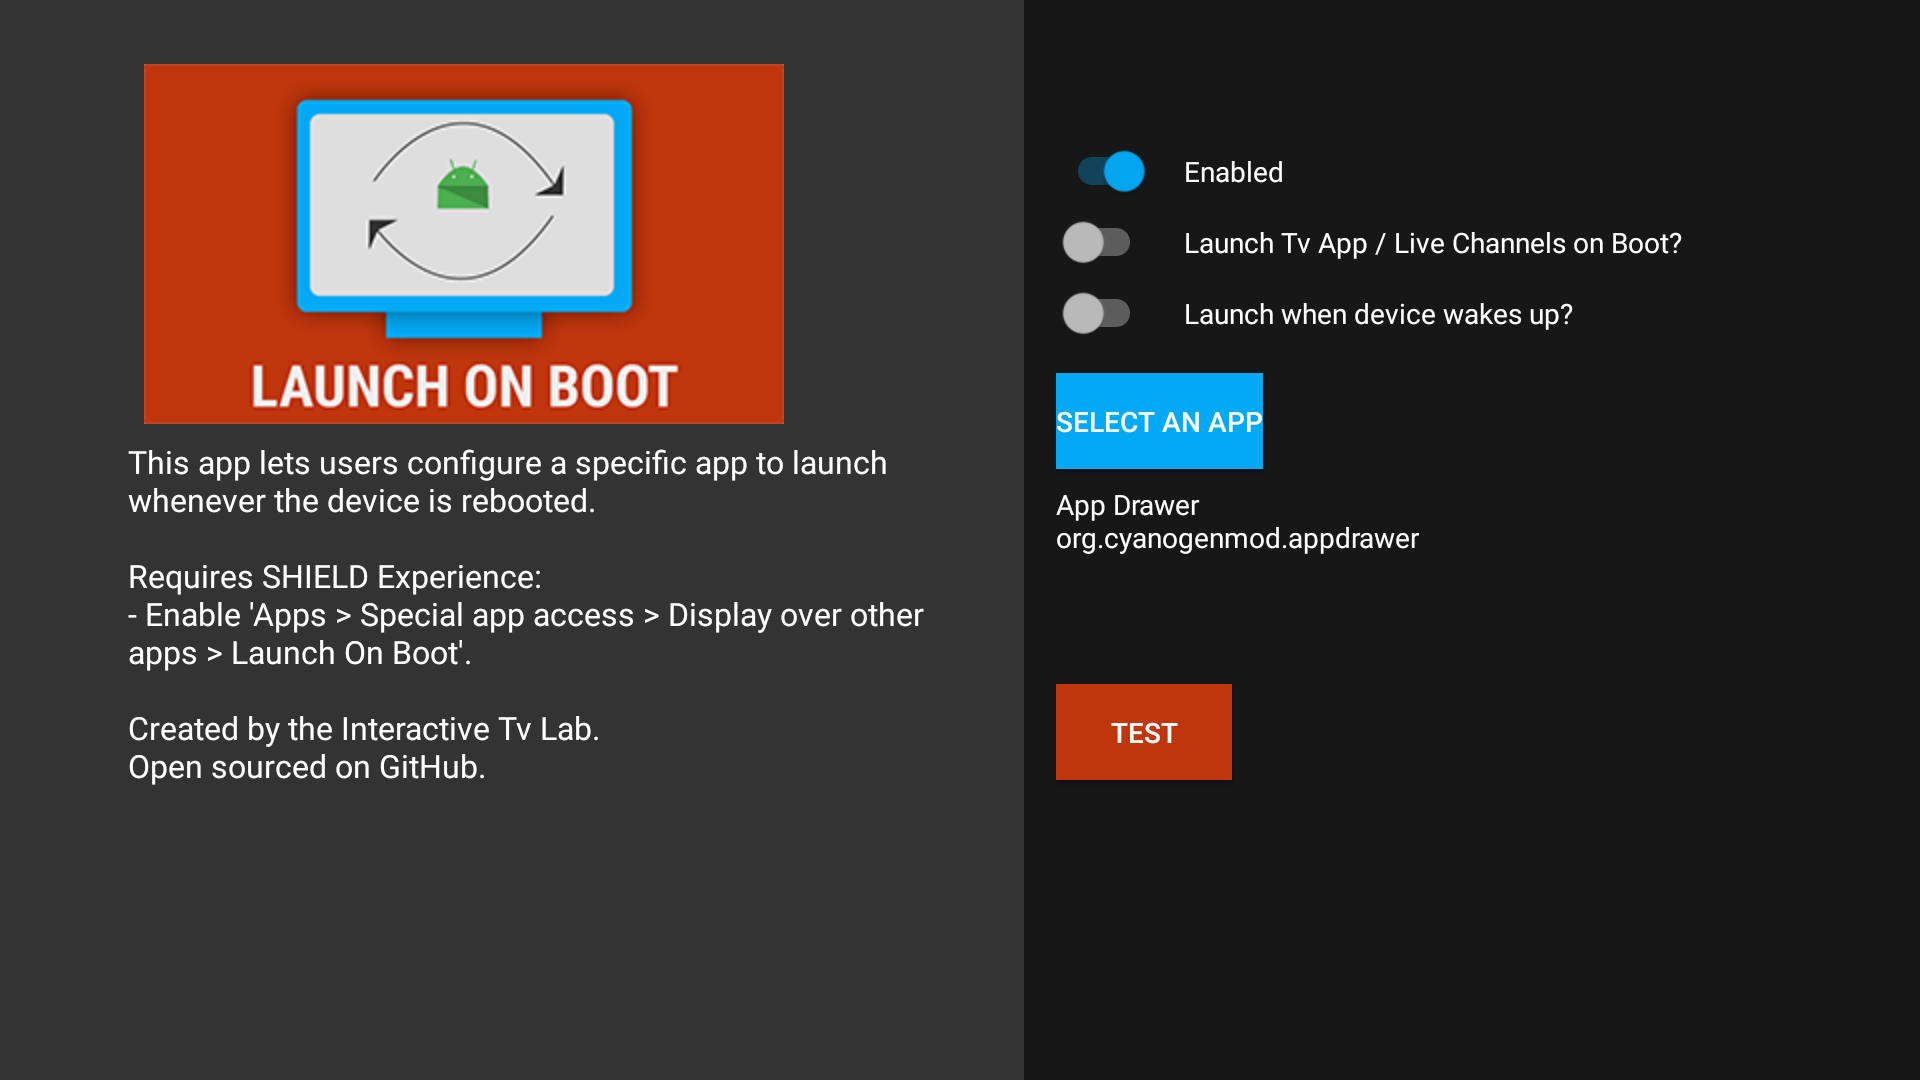 LAUNCH ON BOOT
This app lets users configure a specific app to launch
whenever the device is rebooted.
Requires SHIELD Experience:
- Enable 'Apps > Special app access > Display over other
apps > Launch On Boot'.
Created by the Interactive Tv Lab.
Open sourced on GitHub.
Enabled
Launch Tv App / Live Channels on Boot?
Launch when device wakes up?
SELECT AN APP
App Drawer
org.cyanogenmod.appdrawer
TEST